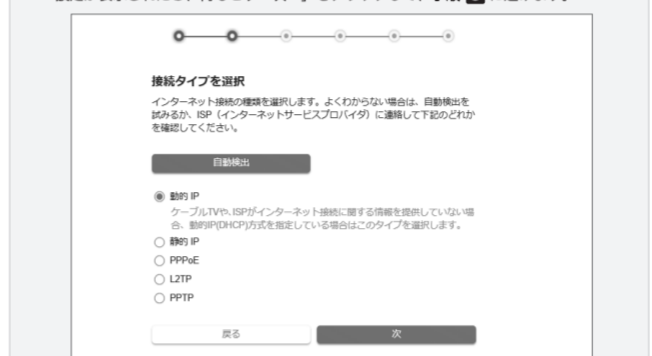 接続タイプを選択
インターネット接続の種類を選択します。よくわからない場合は、自動検出を
試みるか、ISP（インターネットサービスプロバイダ）に連絡して下記のどれか
を確認してください。
自動検出
動的 IP
ケーブルTVや、ISPがインターネット接続に関する情報を提供していない場
合、動的IP(DHCP)方式を指定している場合はこのタイプを選択します。
静的 IP
PPPoE
L2TP
PPTP
戻る
次